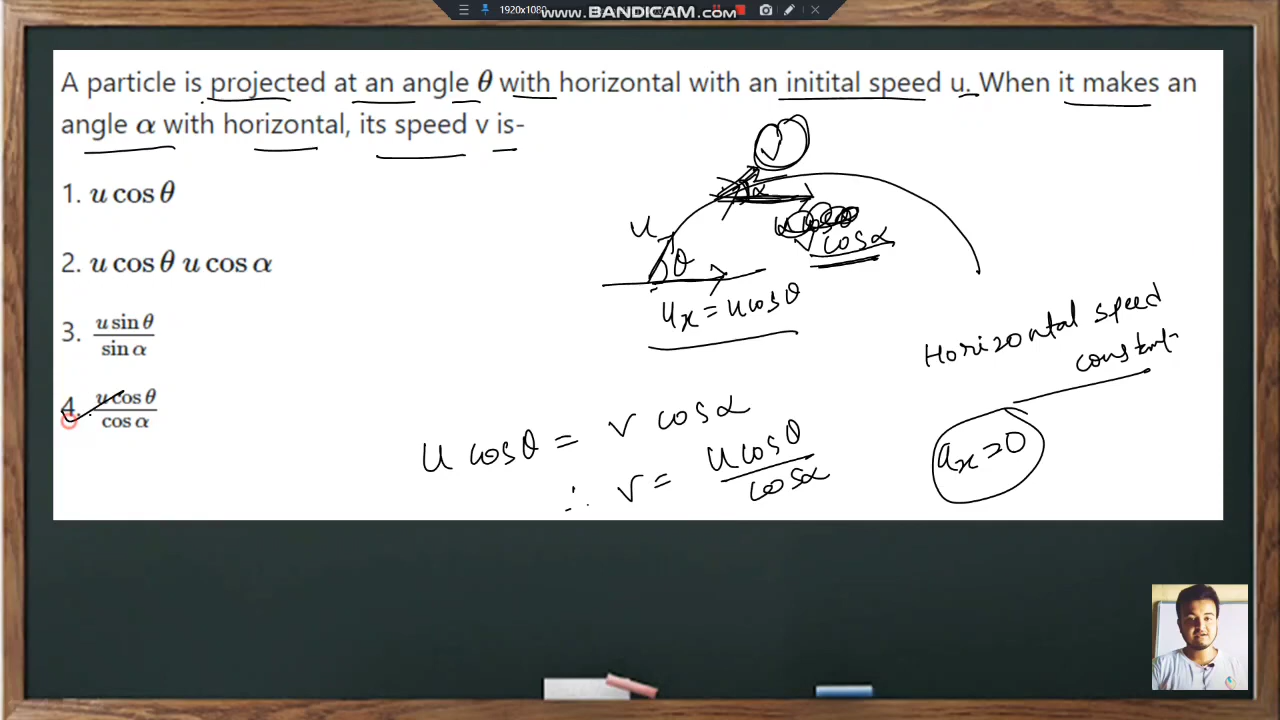 1920x1080
www.BANDICAM.com
A particle is projected at an angle θ with horizontal with an initital speed u. When it makes an
angle α with horizontal, its speed v is-
1. u cos θ
2. u cos θ u cos α
3. u sin θ / sin α
4. u cos θ / cos α
v
α
u
θ
v cos α
uₓ = u cos θ
Horizontal speed
constant
u cos θ = v cos α
∴ v = u cos θ / cos α
aₓ = 0